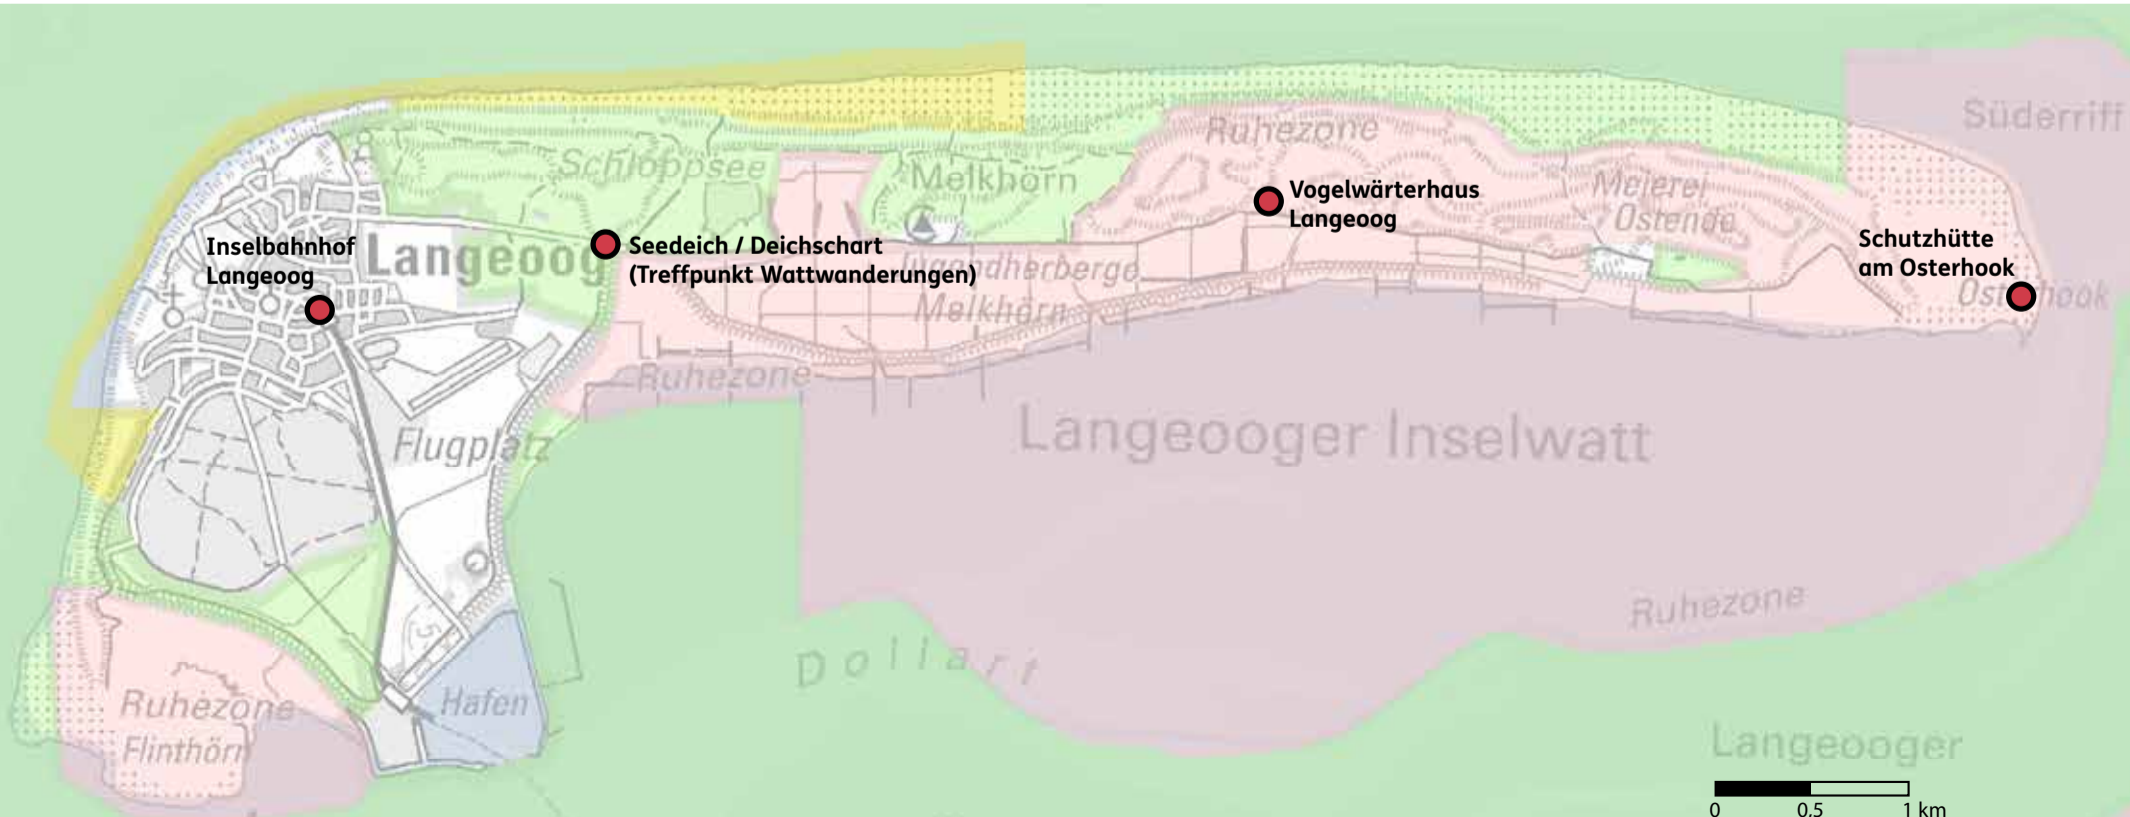 Süderriff
Ruhezone
Schloppsee
Melkhörn
Vogelwärterhaus
Langeoog
Meierei
Ostende
Inselbahnhof
Langeoog
Langeoog
Seedeich / Deichschart
(Treffpunkt Wattwanderungen)
Schutzhütte
am Osterhook
Osterhook
Jugendherberge
Melkhörn
Ruhezone
Flugplatz
Langeooger Inselwatt
Ruhezone
Dollart
Ruhezone
Flinthörn
Hafen
Langeooger
0 0,5 1 km